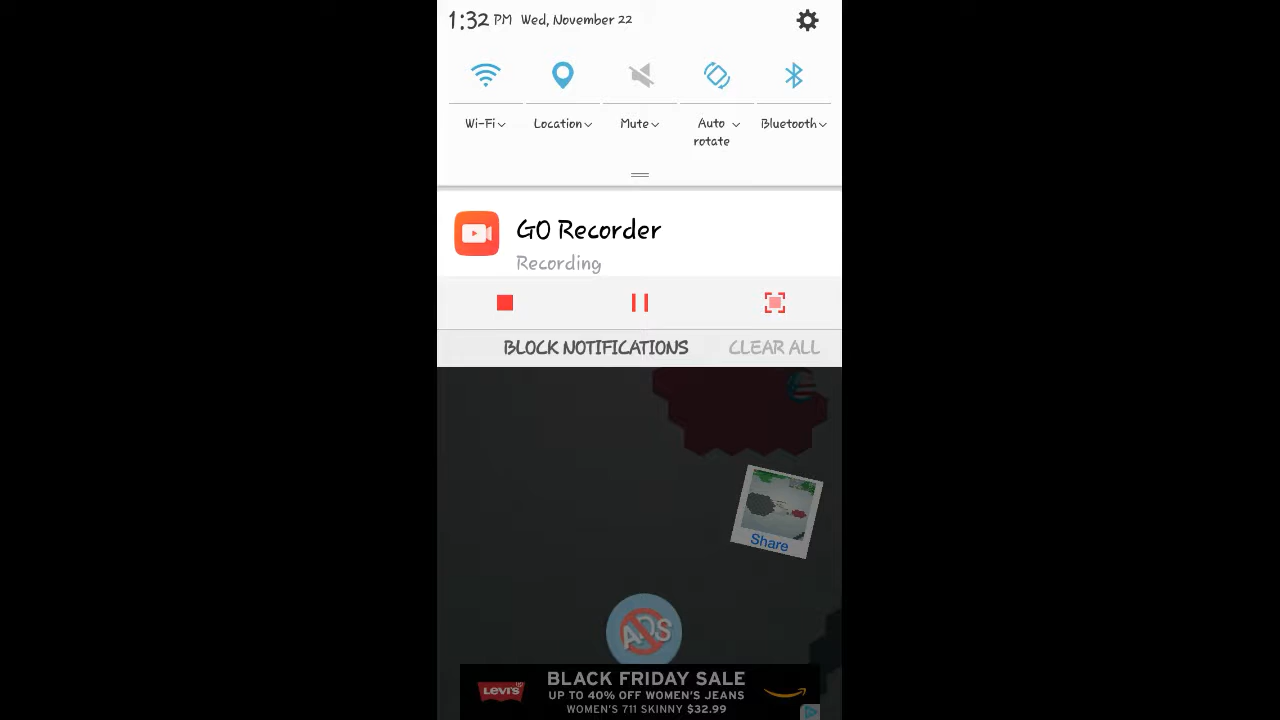 1:32 PM Wed, November 22
Wi-Fi Location Mute Auto rotate Bluetooth
GO Recorder
Recording
BLOCK NOTIFICATIONS CLEAR ALL
Share
ADS
LEVI'S
BLACK FRIDAY SALE
UP TO 40% OFF WOMEN'S JEANS
WOMEN'S 711 SKINNY $32.99